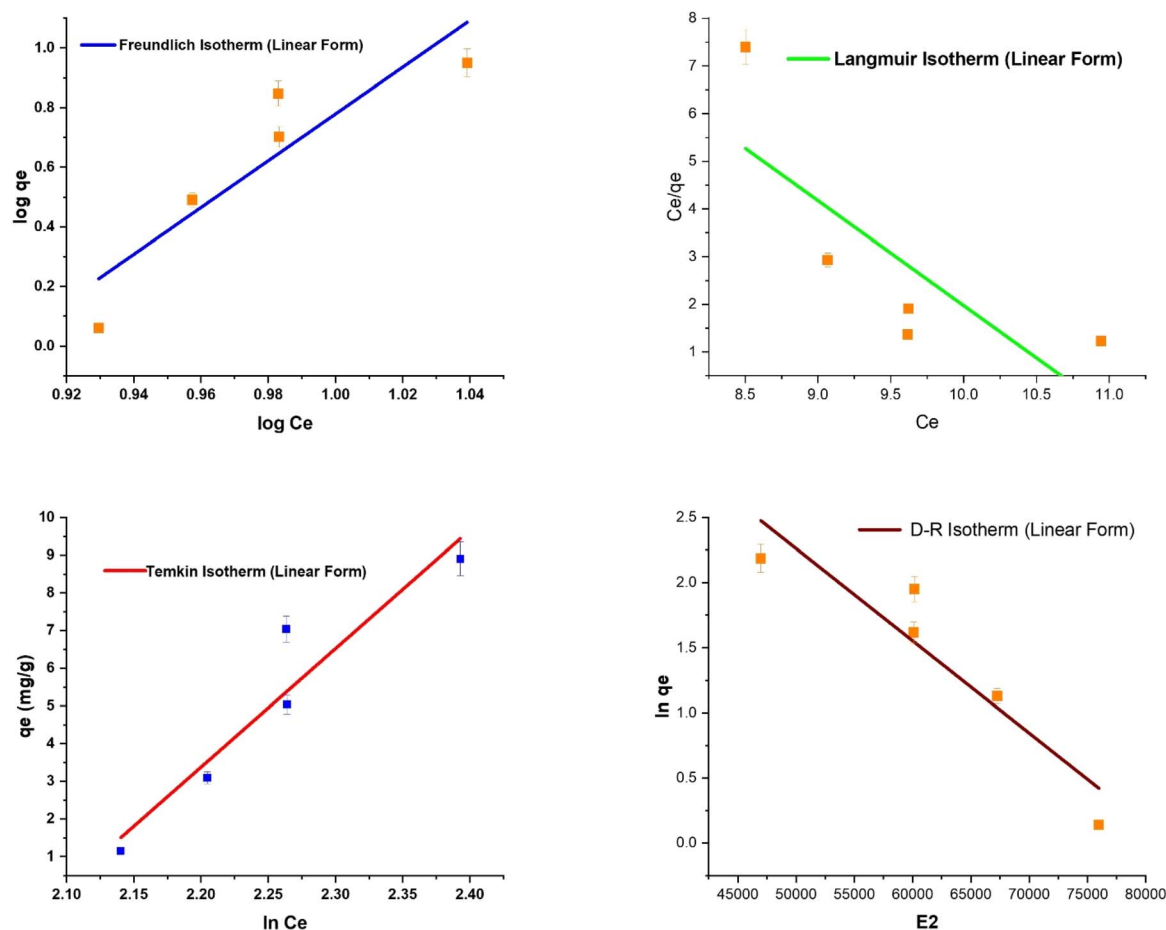 Freundlich Isotherm (Linear Form)
log qe
1.0
0.8
0.6
0.4
0.2
0.0
0.92 0.94 0.96 0.98 1.00 1.02 1.04
log Ce
Langmuir Isotherm (Linear Form)
Ce/qe
8
7
6
5
4
3
2
1
8.5 9.0 9.5 10.0 10.5 11.0
Ce
Temkin Isotherm (Linear Form)
qe (mg/g)
10
9
8
7
6
5
4
3
2
1
2.10 2.15 2.20 2.25 2.30 2.35 2.40
ln Ce
D-R Isotherm (Linear Form)
ln qe
2.5
2.0
1.5
1.0
0.5
0.0
45000 50000 55000 60000 65000 70000 75000 80000
E2